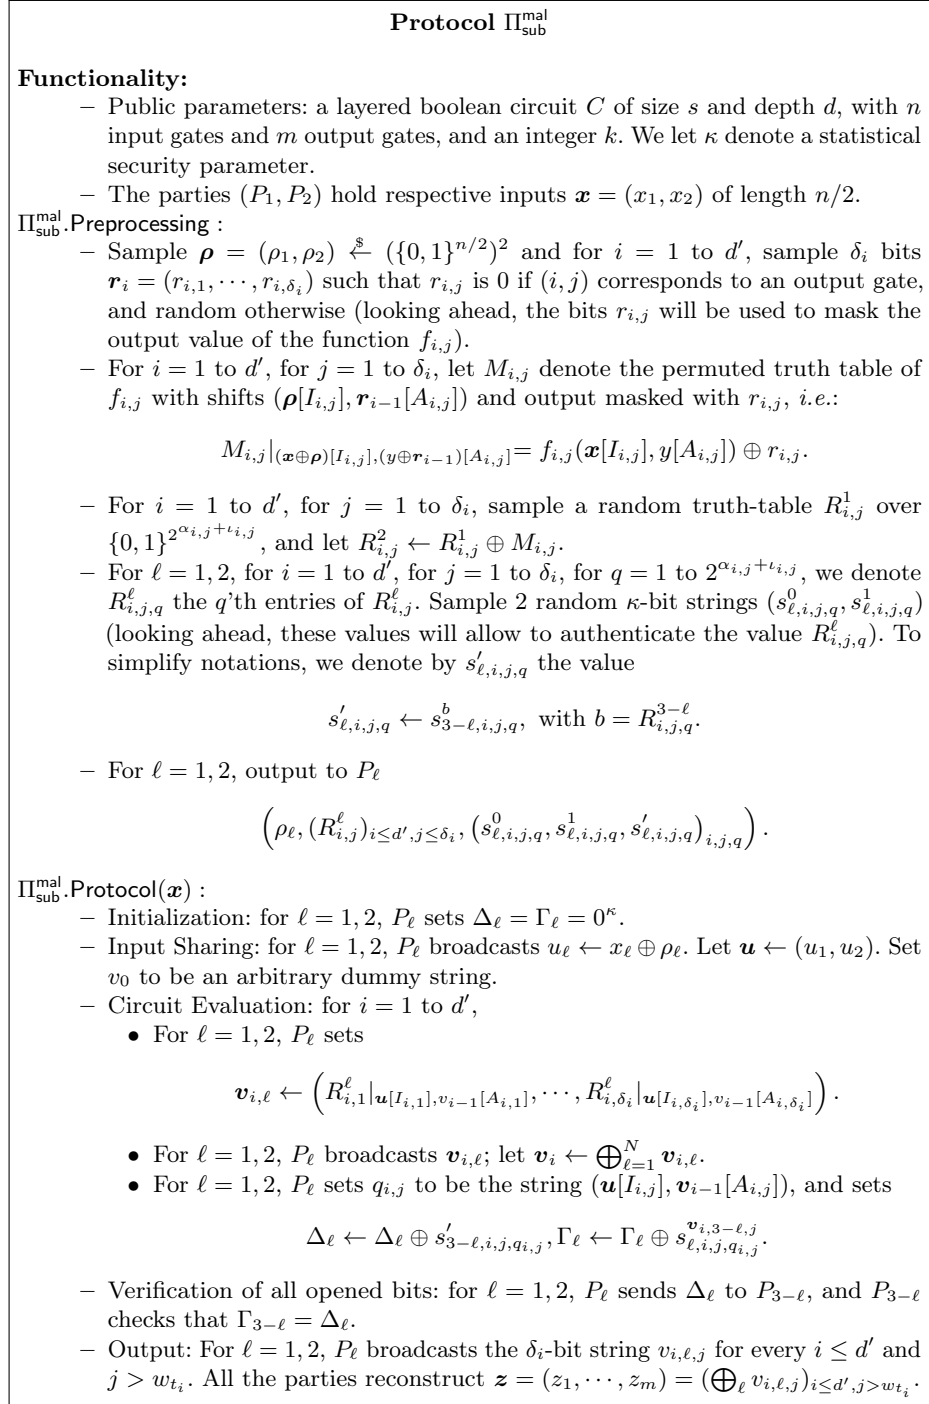 Protocol Π^mal_sub
Functionality:
– Public parameters: a layered boolean circuit C of size s and depth d, with n
input gates and m output gates, and an integer k. We let κ denote a statistical
security parameter.
– The parties (P₁, P₂) hold respective inputs x = (x₁, x₂) of length n/2.
Π^mal_sub.Preprocessing :
– Sample ρ = (ρ₁, ρ₂) ←$ ({0, 1}^{n/2})² and for i = 1 to d′, sample δ_i bits
r_i = (r_{i,1}, ⋯ , r_{i,δ_i}) such that r_{i,j} is 0 if (i, j) corresponds to an output gate,
and random otherwise (looking ahead, the bits r_{i,j} will be used to mask the
output value of the function f_{i,j}).
– For i = 1 to d′, for j = 1 to δ_i, let M_{i,j} denote the permuted truth table of
f_{i,j} with shifts (ρ[I_{i,j}], r_{i−1}[A_{i,j}]) and output masked with r_{i,j}, i.e.:
M_{i,j}|_{(x⊕ρ)[I_{i,j}],(y⊕r_{i−1})[A_{i,j}]} = f_{i,j}(x[I_{i,j}], y[A_{i,j}]) ⊕ r_{i,j}.
– For i = 1 to d′, for j = 1 to δ_i, sample a random truth-table R^1_{i,j} over
{0, 1}^{2^{α_{i,j}+ι_{i,j}}}, and let R^2_{i,j} ← R^1_{i,j} ⊕ M_{i,j}.
– For ℓ = 1, 2, for i = 1 to d′, for j = 1 to δ_i, for q = 1 to 2^{α_{i,j}+ι_{i,j}}, we denote
R^ℓ_{i,j,q} the q'th entries of R^ℓ_{i,j}. Sample 2 random κ-bit strings (s^0_{ℓ,i,j,q}, s^1_{ℓ,i,j,q})
(looking ahead, these values will allow to authenticate the value R^ℓ_{i,j,q}). To
simplify notations, we denote by s′_{ℓ,i,j,q} the value
s′_{ℓ,i,j,q} ← s^b_{3−ℓ,i,j,q}, with b = R^{3−ℓ}_{i,j,q}.
– For ℓ = 1, 2, output to P_ℓ
(ρ_ℓ, (R^ℓ_{i,j})_{i≤d′,j≤δ_i}, (s^0_{ℓ,i,j,q}, s^1_{ℓ,i,j,q}, s′_{ℓ,i,j,q})_{i,j,q}).
Π^mal_sub.Protocol(x) :
– Initialization: for ℓ = 1, 2, P_ℓ sets Δ_ℓ = Γ_ℓ = 0^κ.
– Input Sharing: for ℓ = 1, 2, P_ℓ broadcasts u_ℓ ← x_ℓ ⊕ ρ_ℓ. Let u ← (u₁, u₂). Set
v₀ to be an arbitrary dummy string.
– Circuit Evaluation: for i = 1 to d′,
• For ℓ = 1, 2, P_ℓ sets
v_{i,ℓ} ← (R^ℓ_{i,1}|_{u[I_{i,1}],v_{i−1}[A_{i,1}]}, ⋯ , R^ℓ_{i,δ_i}|_{u[I_{i,δ_i}],v_{i−1}[A_{i,δ_i}]}).
• For ℓ = 1, 2, P_ℓ broadcasts v_{i,ℓ}; let v_i ← ⊕^N_{ℓ=1} v_{i,ℓ}.
• For ℓ = 1, 2, P_ℓ sets q_{i,j} to be the string (u[I_{i,j}], v_{i−1}[A_{i,j}]), and sets
Δ_ℓ ← Δ_ℓ ⊕ s′_{3−ℓ,i,j,q_{i,j}}, Γ_ℓ ← Γ_ℓ ⊕ s^{v_{i,3−ℓ,j}}_{ℓ,i,j,q_{i,j}}.
– Verification of all opened bits: for ℓ = 1, 2, P_ℓ sends Δ_ℓ to P_{3−ℓ}, and P_{3−ℓ}
checks that Γ_{3−ℓ} = Δ_ℓ.
– Output: For ℓ = 1, 2, P_ℓ broadcasts the δ_i-bit string v_{i,ℓ,j} for every i ≤ d′ and
j > w_{t_i}. All the parties reconstruct z = (z₁, ⋯ , z_m) = (⊕_ℓ v_{i,ℓ,j})_{i≤d′,j>w_{t_i}}.